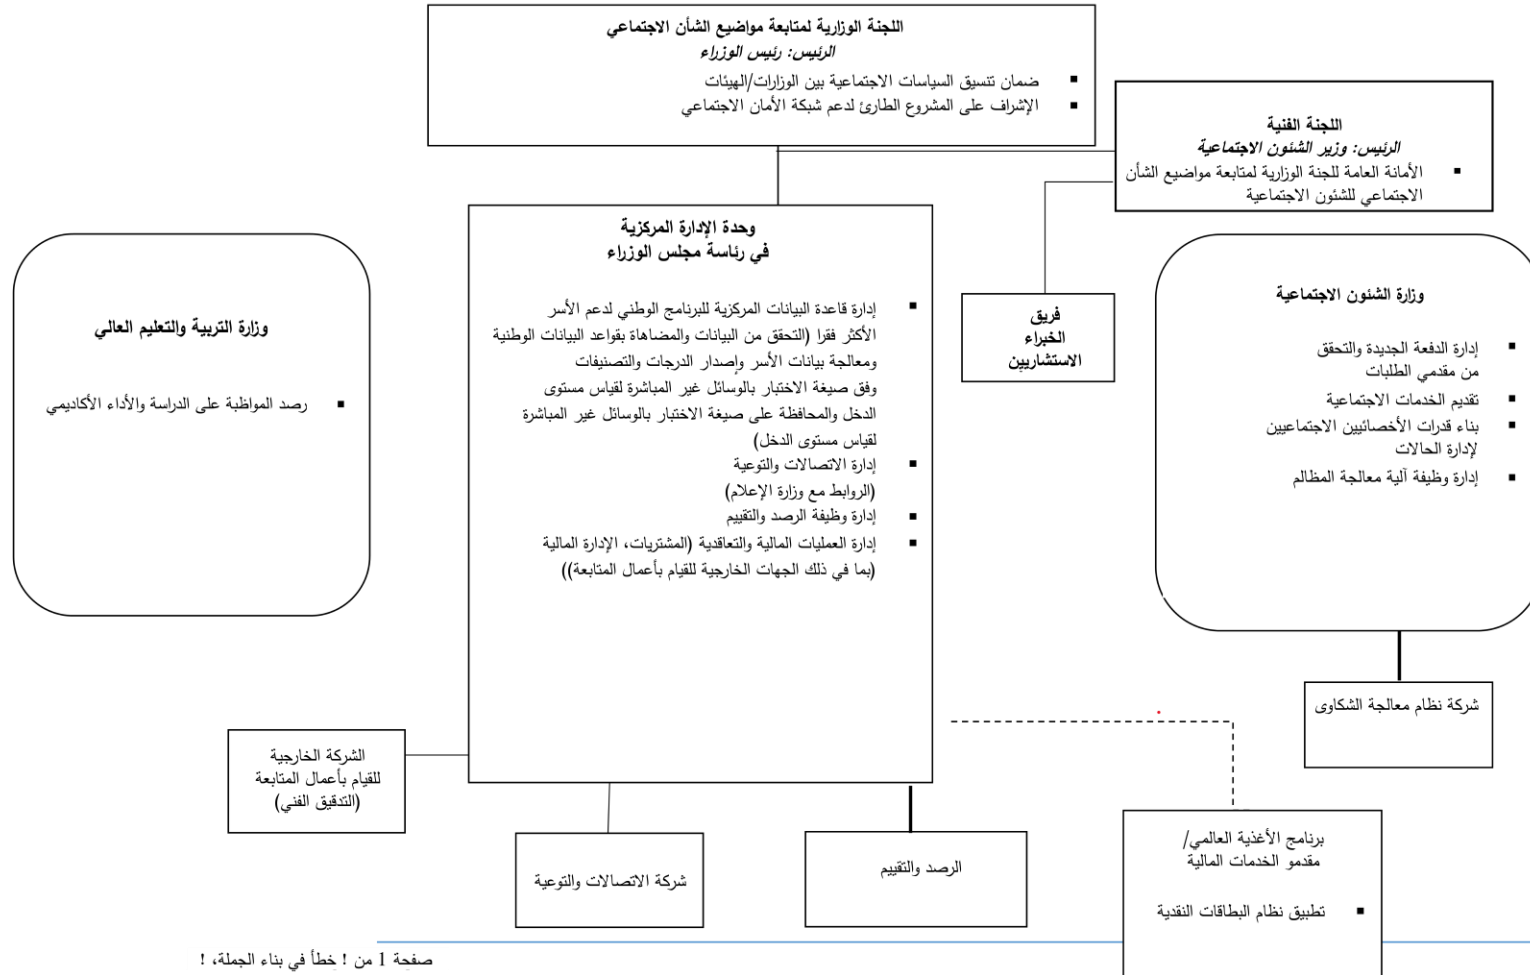 اللجنة الوزارية لمتابعة مواضيع الشأن الاجتماعي
الرئيس: رئيس الوزراء
▪ ضمان تنسيق السياسات الاجتماعية بين الوزارات/الهيئات
▪ الإشراف على المشروع الطارئ لدعم شبكة الأمان الاجتماعي
اللجنة الفنية
الرئيس: وزير الشئون الاجتماعية
▪ الأمانة العامة للجنة الوزارية لمتابعة مواضيع الشأن
الاجتماعي للشئون الاجتماعية
وزارة الشئون الاجتماعية
▪ إدارة الدفعة الجديدة والتحقق
من مقدمي الطلبات
▪ تقديم الخدمات الاجتماعية
▪ بناء قدرات الأخصائيين الاجتماعيين
لإدارة الحالات
▪ إدارة وظيفة آلية معالجة المظالم
فريق
الخبراء
الاستشاريين
وحدة الإدارة المركزية
في رئاسة مجلس الوزراء
▪ إدارة قاعدة البيانات المركزية للبرنامج الوطني لدعم الأسر
الأكثر فقرا (التحقق من البيانات والمضاهاة بقواعد البيانات الوطنية
ومعالجة بيانات الأسر وإصدار الدرجات والتصنيفات
وفق صيغة الاختبار بالوسائل غير المباشرة لقياس مستوى
الدخل والمحافظة على صيغة الاختبار بالوسائل غير المباشرة
لقياس مستوى الدخل)
▪ إدارة الاتصالات والتوعية
(الروابط مع وزارة الإعلام)
▪ إدارة وظيفة الرصد والتقييم
▪ إدارة العمليات المالية والتعاقدية (المشتريات، الإدارة المالية
(بما في ذلك الجهات الخارجية للقيام بأعمال المتابعة))
وزارة التربية والتعليم العالي
▪ رصد المواظبة على الدراسة والأداء الأكاديمي
شركة نظام معالجة الشكاوى
برنامج الأغذية العالمي/
مقدمو الخدمات المالية
▪ تطبيق نظام البطاقات النقدية
الرصد والتقييم
شركة الاتصالات والتوعية
الشركة الخارجية
للقيام بأعمال المتابعة
(التدقيق الفني)
صفحة 1 من ! خطأ في بناء الجملة، !